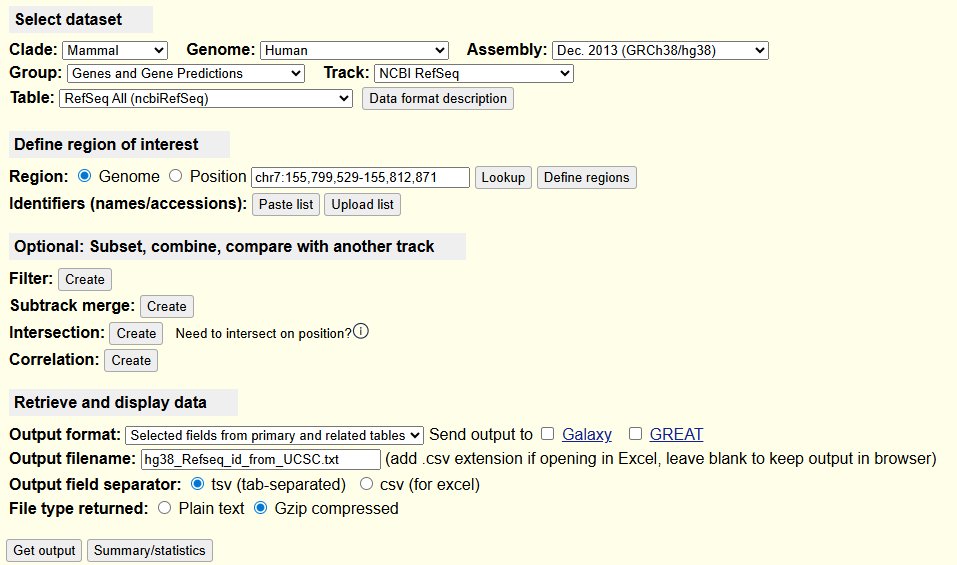 Select dataset
Clade: Mammal Genome: Human Assembly: Dec. 2013 (GRCh38/hg38)
Group: Genes and Gene Predictions Track: NCBI RefSeq
Table: RefSeq All (ncbiRefSeq) Data format description
Define region of interest
Region: Genome Position chr7:155,799,529-155,812,871 Lookup Define regions
Identifiers (names/accessions): Paste list Upload list
Optional: Subset, combine, compare with another track
Filter: Create
Subtrack merge: Create
Intersection: Create Need to intersect on position?
Correlation: Create
Retrieve and display data
Output format: Selected fields from primary and related tables Send output to Galaxy GREAT
Output filename: hg38_Refseq_id_from_UCSC.txt (add .csv extension if opening in Excel, leave blank to keep output in browser)
Output field separator: tsv (tab-separated) csv (for excel)
File type returned: Plain text Gzip compressed
Get output Summary/statistics